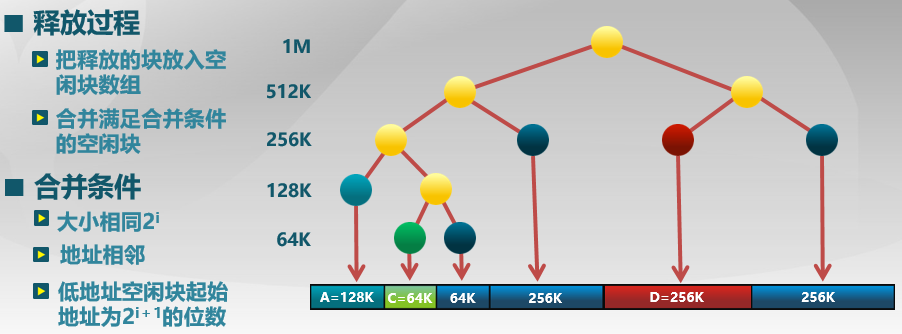 释放过程
把释放的块放入空
闲块数组
合并满足合并条件
的空闲块
合并条件
大小相同2ⁱ
地址相邻
低地址空闲块起始
地址为2ⁱ⁺¹的位数
1M
512K
256K
128K
64K
A=128K
C=64K
64K
256K
D=256K
256K